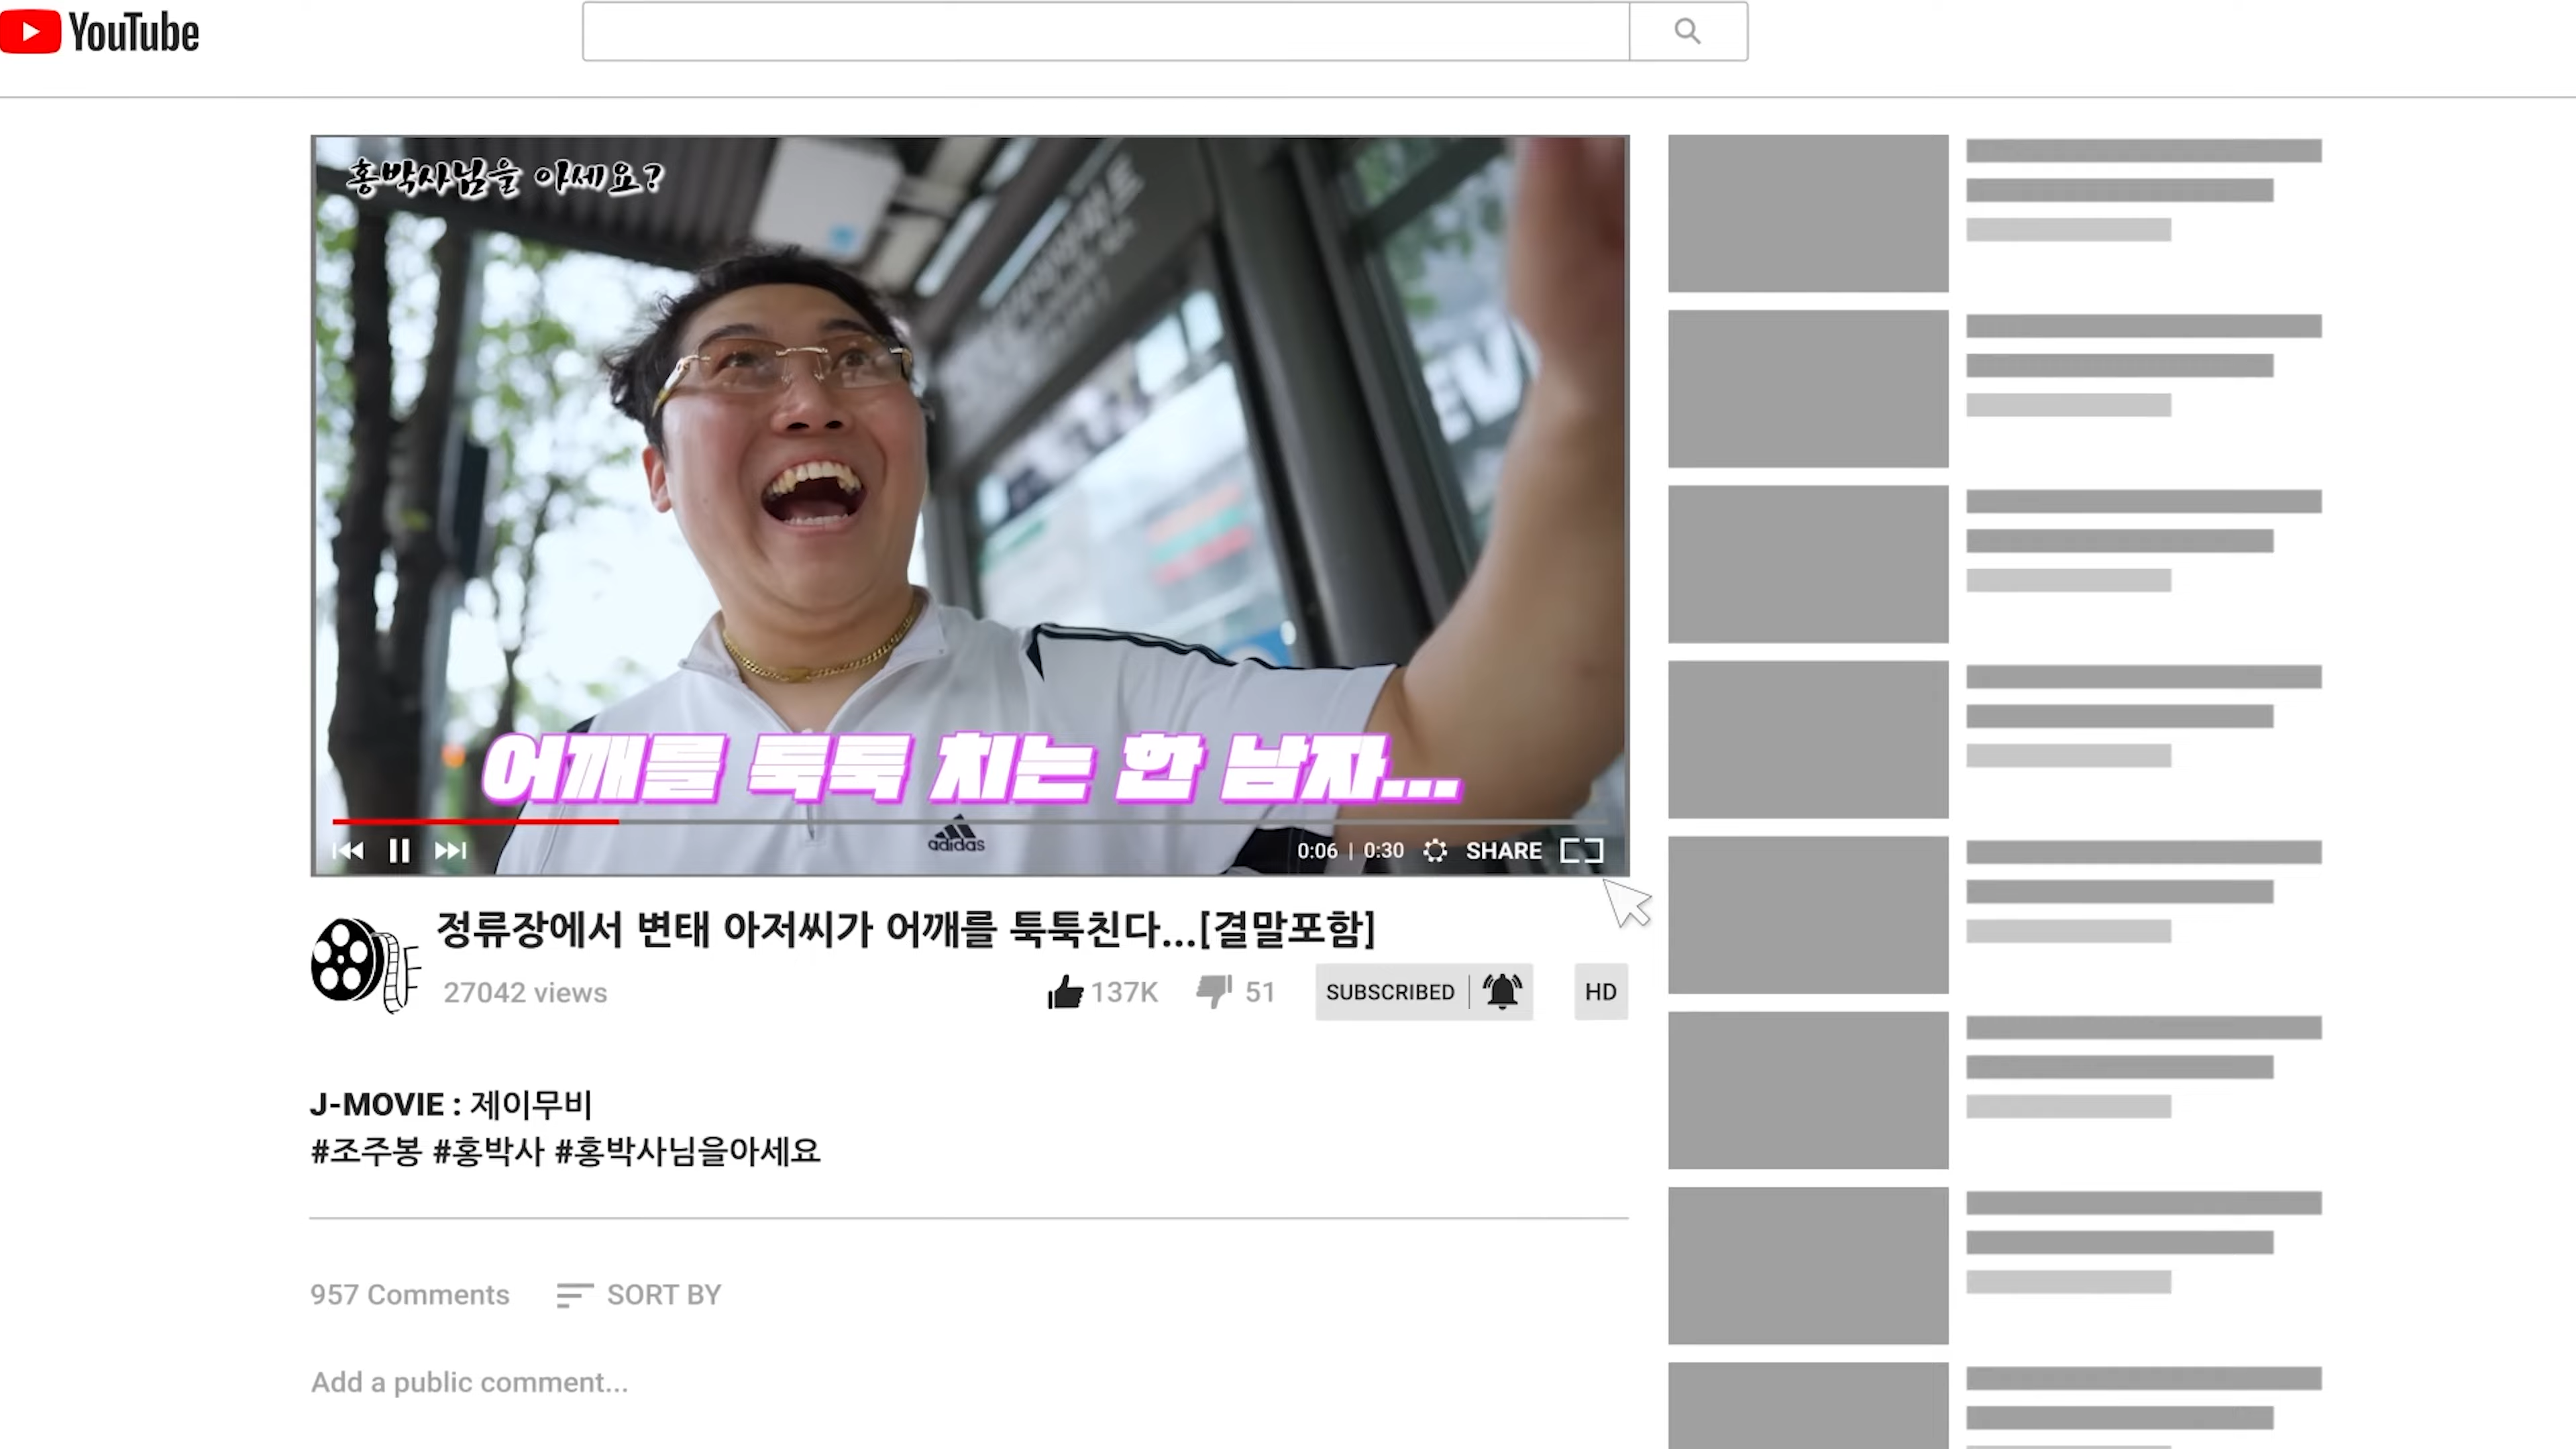 YouTube
홍박사님을 아세요?
어깨를 툭툭 치는 한 남자...
adidas
0:06 | 0:30 SHARE
정류장에서 변태 아저씨가 어깨를 툭툭친다...[결말포함]
27042 views 137K 51 SUBSCRIBED HD
J-MOVIE : 제이무비
#조주봉 #홍박사 #홍박사님을아세요
957 Comments SORT BY
Add a public comment...